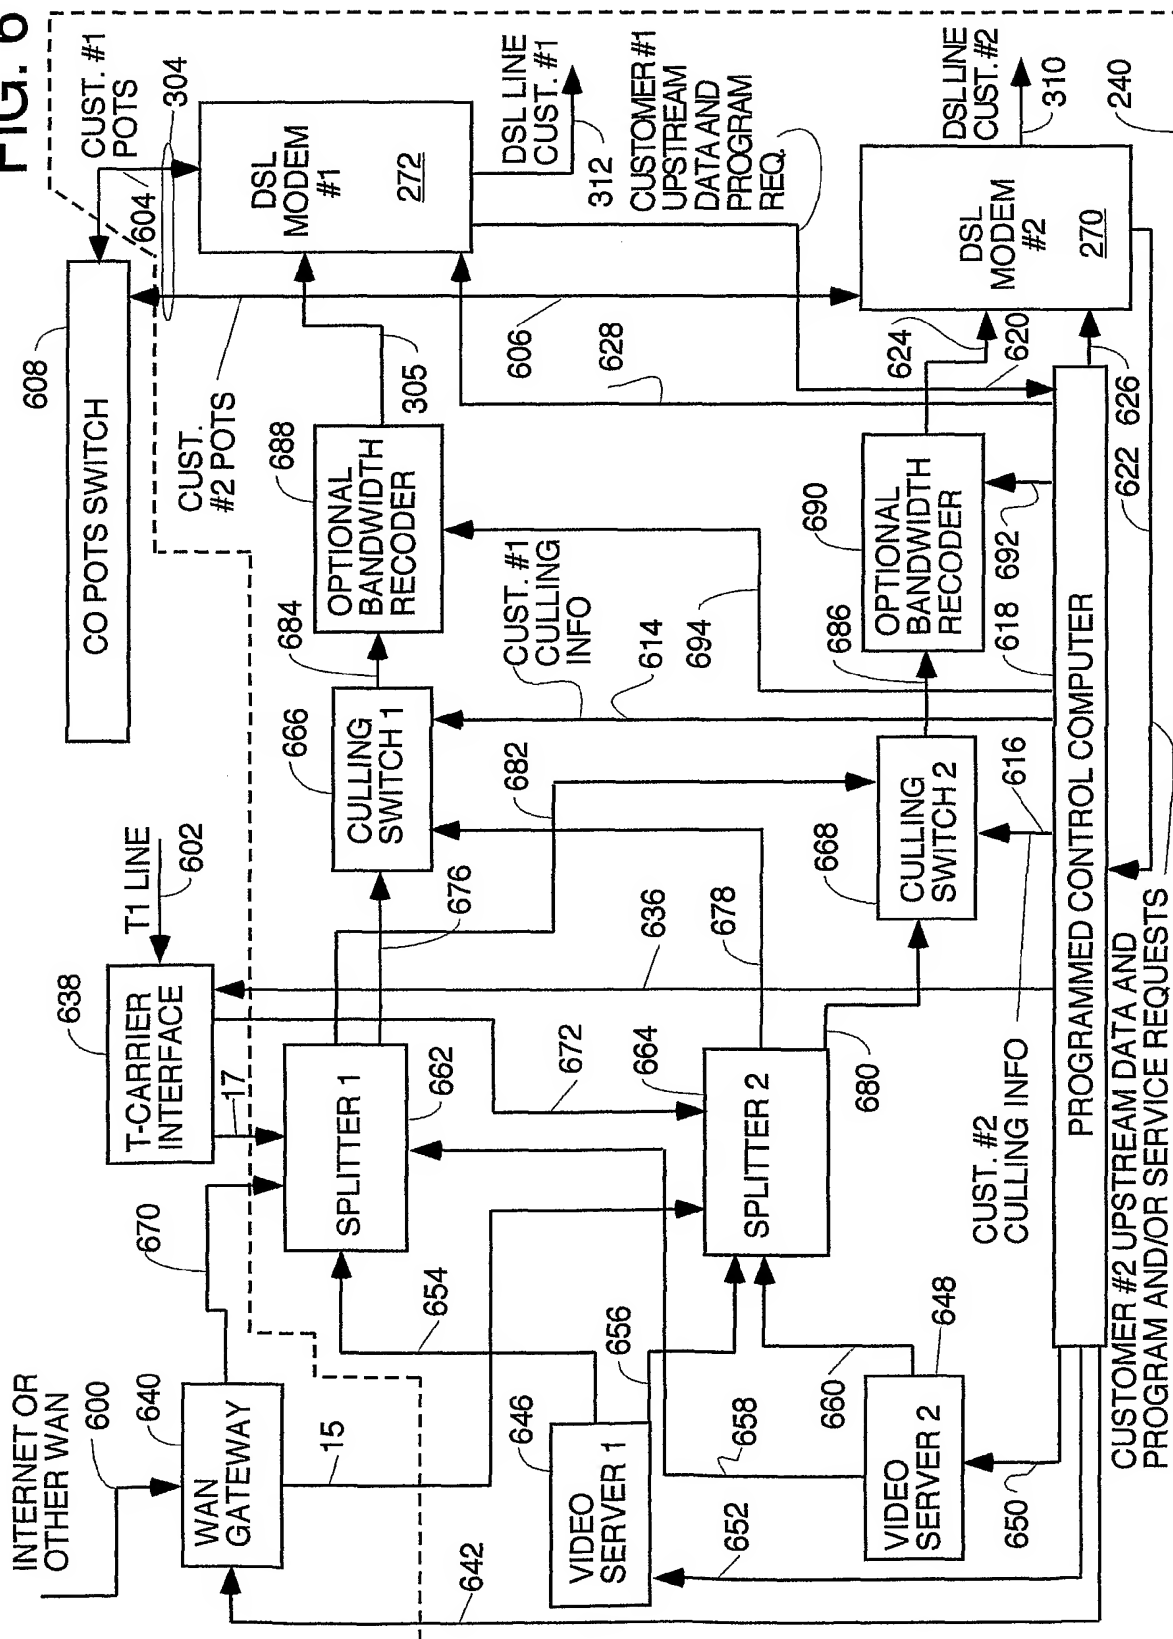 FIG. 6
INTERNET OR
OTHER WAN
600
640
WAN
GATEWAY
670
15
642
638
T-CARRIER
INTERFACE
T1 LINE
602
17
608
CO POTS SWITCH
CUST. #1
POTS
604
304
CUST.
#2 POTS
SPLITTER 1
662
654
672
676
682
666
CULLING
SWITCH 1
684
688
OPTIONAL
BANDWIDTH
RECODER
305
DSL
MODEM
#1
272
DSL LINE
CUST. #1
312
CUSTOMER #1
UPSTREAM
DATA AND
PROGRAM
REQ.
606
628
CUST. #1
CULLING
INFO
614
694
646
VIDEO
SERVER 1
656
652
658
660
VIDEO
SERVER 2
648
650
664
SPLITTER 2
678
680
636
668
CULLING
SWITCH 2
686
690
OPTIONAL
BANDWIDTH
RECODER
692
624
620
DSL
MODEM
#2
270
DSL LINE
CUST. #2
310
240
CUST. #2
CULLING INFO
616
618
626
622
PROGRAMMED CONTROL COMPUTER
CUSTOMER #2 UPSTREAM DATA AND
PROGRAM AND/OR SERVICE REQUESTS